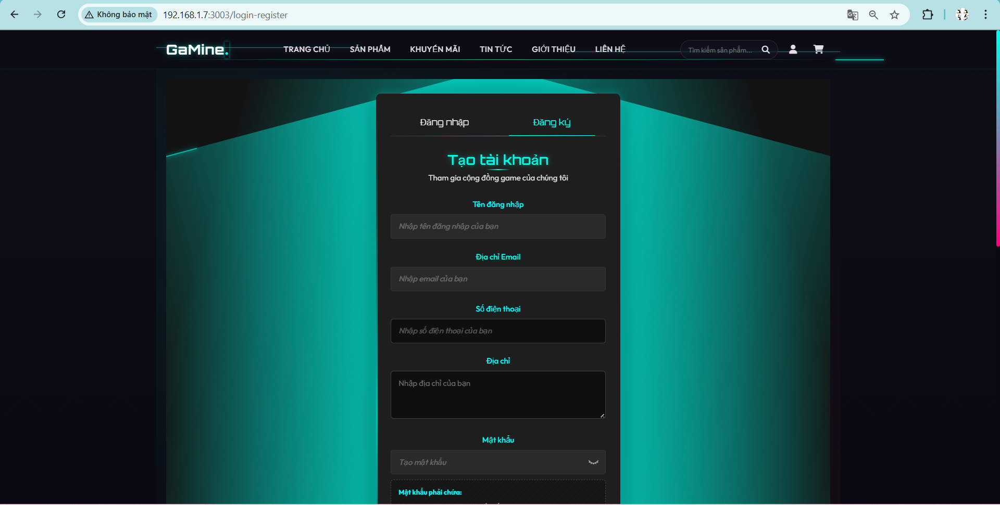 Không bảo mật
192.168.1.7:3003/login-register
GaMine.
TRANG CHỦ
SẢN PHẨM
KHUYẾN MÃI
TIN TỨC
GIỚI THIỆU
LIÊN HỆ
Tìm kiếm sản phẩm...
Đăng nhập
Đăng ký
Tạo tài khoản
Tham gia cộng đồng game của chúng tôi
Tên đăng nhập
Nhập tên đăng nhập của bạn
Địa chỉ Email
Nhập email của bạn
Số điện thoại
Nhập số điện thoại của bạn
Địa chỉ
Nhập địa chỉ của bạn
Mật khẩu
Tạo mật khẩu
Mật khẩu phải chứa: